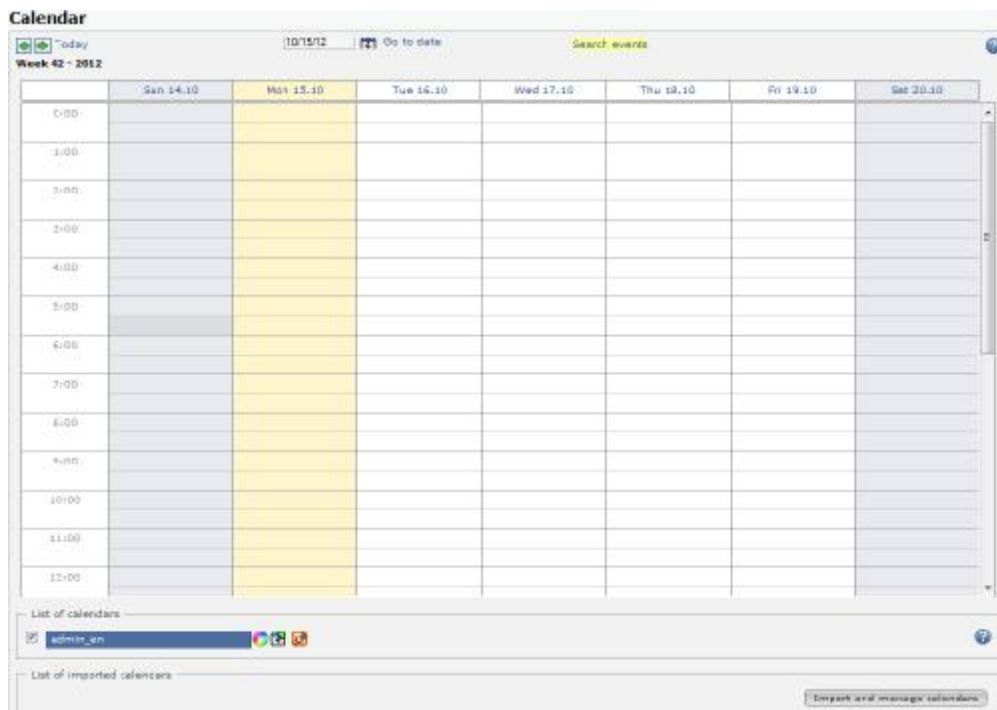 Calendar
Today 10/15/12 Go to date Search events
Week 42 - 2012
Sun 14.10 Mon 15.10 Tue 16.10 Wed 17.10 Thu 18.10 Fri 19.10 Sat 20.10
0:00
1:00
2:00
3:00
4:00
5:00
6:00
7:00
8:00
9:00
10:00
11:00
12:00
List of calendars
admin_en
List of imported calendars
Import and manage calendars